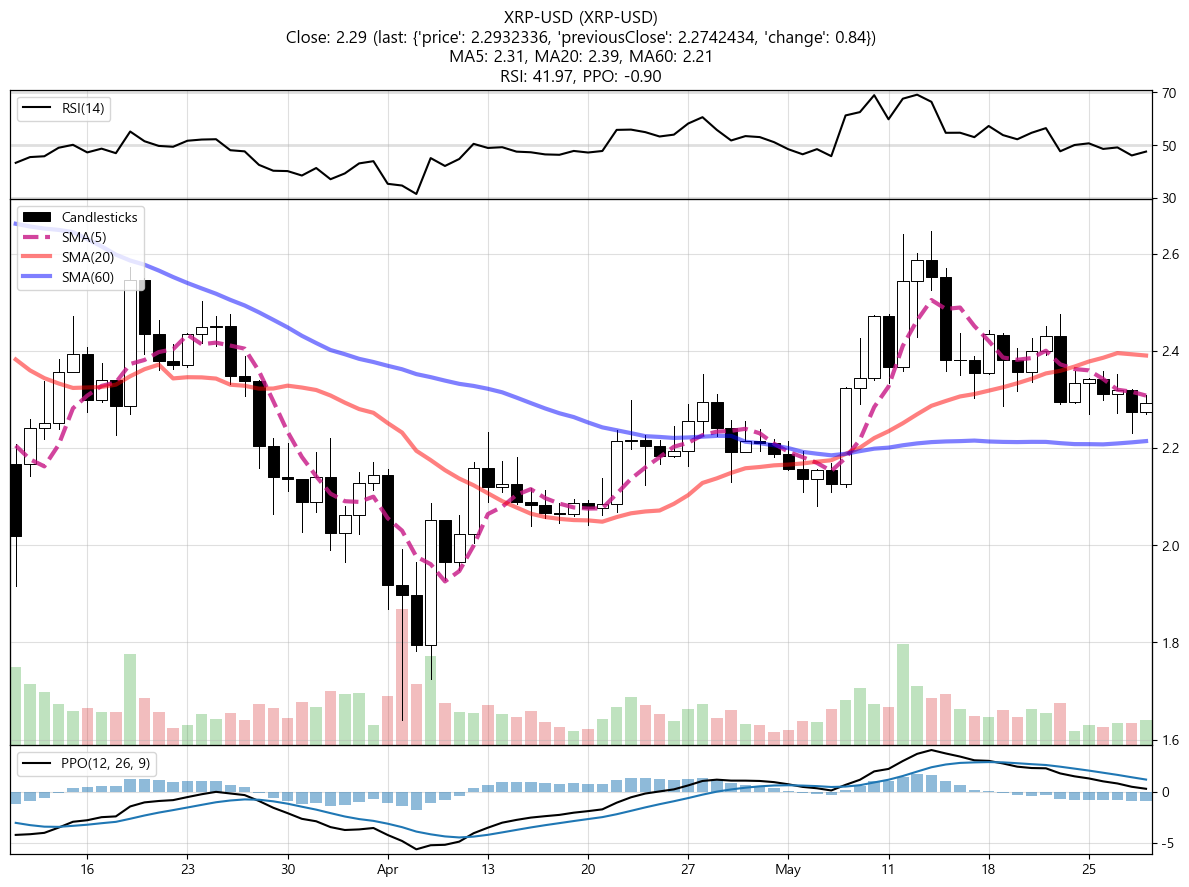 XRP-USD (XRP-USD)
Close: 2.29 (last: {'price': 2.2932336, 'previousClose': 2.2742434, 'change': 0.84})
MA5: 2.31, MA20: 2.39, MA60: 2.21
RSI: 41.97, PPO: -0.90
RSI(14)
70
50
30
Candlesticks
SMA(5)
SMA(20)
SMA(60)
2.6
2.4
2.2
2.0
1.8
1.6
PPO(12, 26, 9)
0
-5
16 23 30 Apr 13 20 27 May 11 18 25